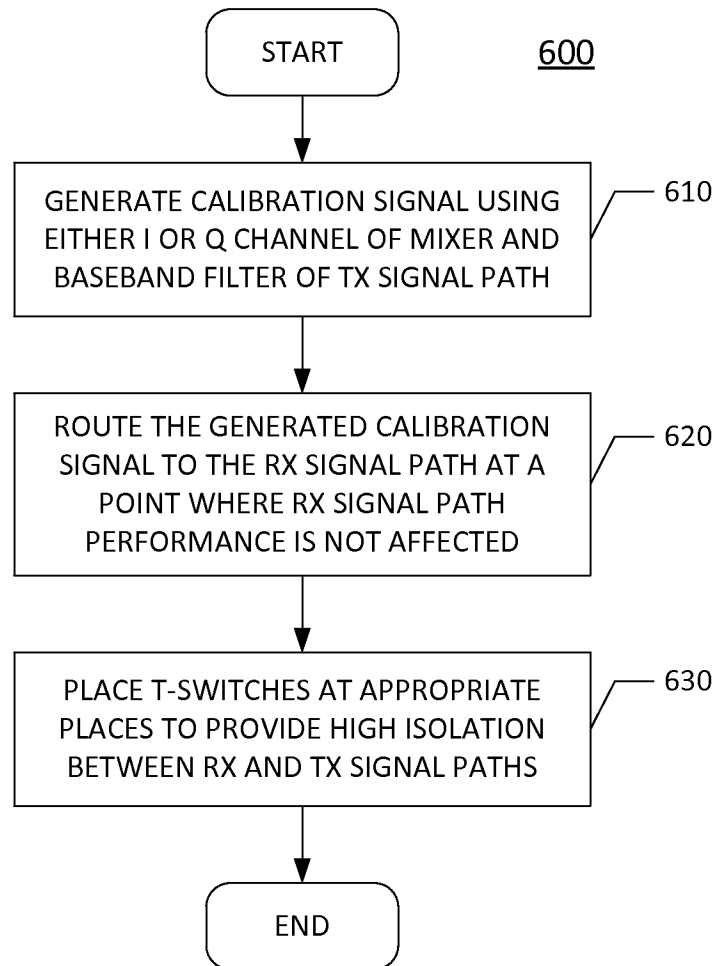 START
600
GENERATE CALIBRATION SIGNAL USING
EITHER I OR Q CHANNEL OF MIXER AND
BASEBAND FILTER OF TX SIGNAL PATH
610
ROUTE THE GENERATED CALIBRATION
SIGNAL TO THE RX SIGNAL PATH AT A
POINT WHERE RX SIGNAL PATH
PERFORMANCE IS NOT AFFECTED
620
PLACE T-SWITCHES AT APPROPRIATE
PLACES TO PROVIDE HIGH ISOLATION
BETWEEN RX AND TX SIGNAL PATHS
630
END